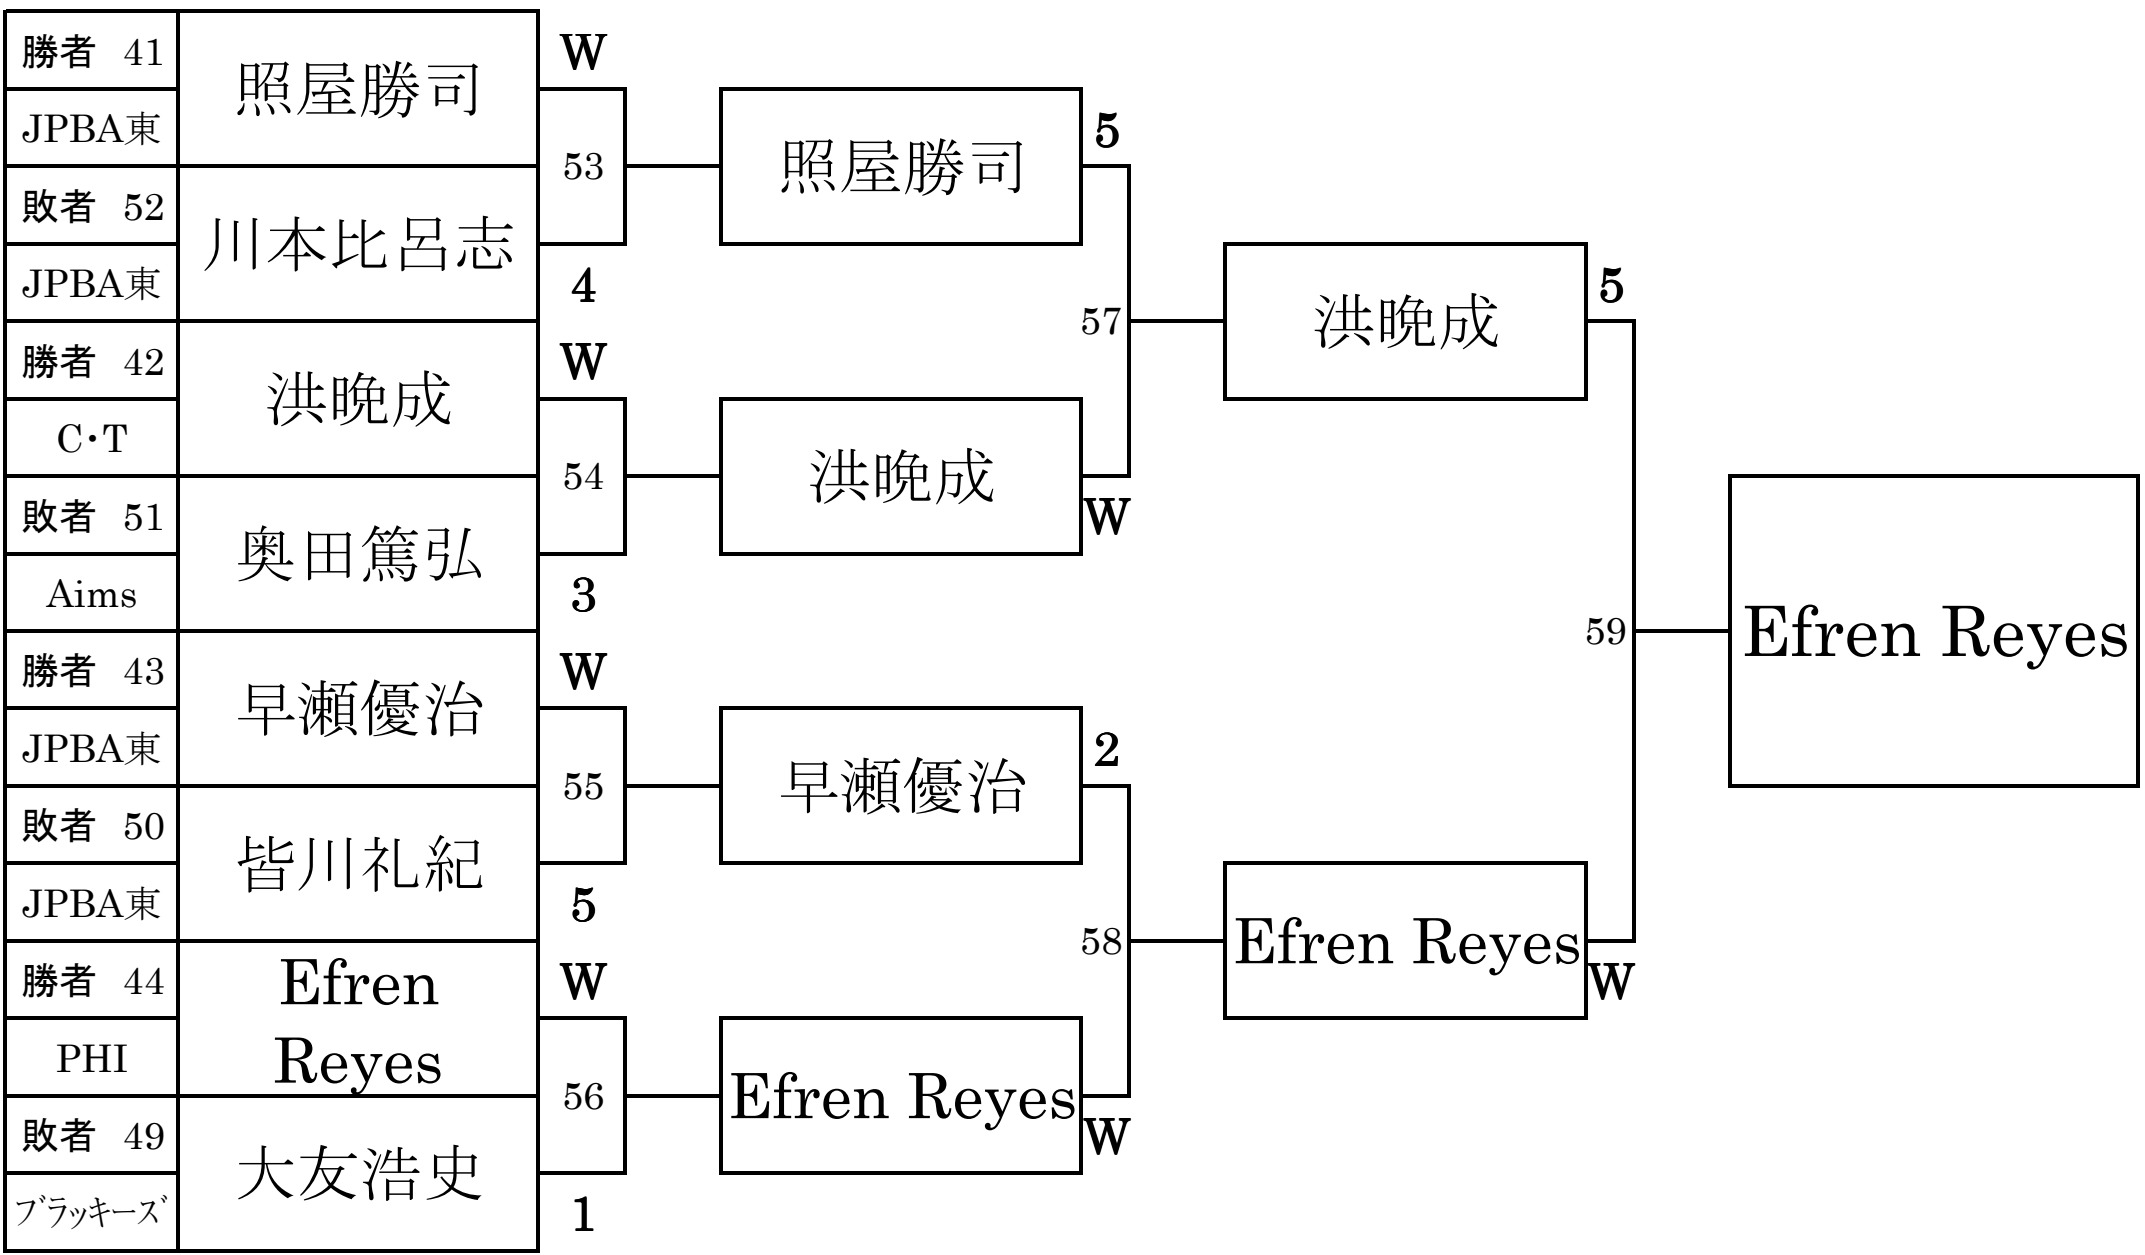 勝者 41
照屋勝司
W
JPBA東
53
照屋勝司
5
敗者 52
川本比呂志
JPBA東
4
57
洪晩成
5
勝者 42
洪晩成
W
C・T
54
洪晩成
W
敗者 51
奥田篤弘
Aims
3
59
Efren Reyes
勝者 43
早瀬優治
W
JPBA東
55
早瀬優治
2
敗者 50
皆川礼紀
JPBA東
5
58
Efren Reyes
W
勝者 44
Efren
Reyes
W
PHI
56
Efren Reyes
W
敗者 49
大友浩史
ブラッキーズ
1